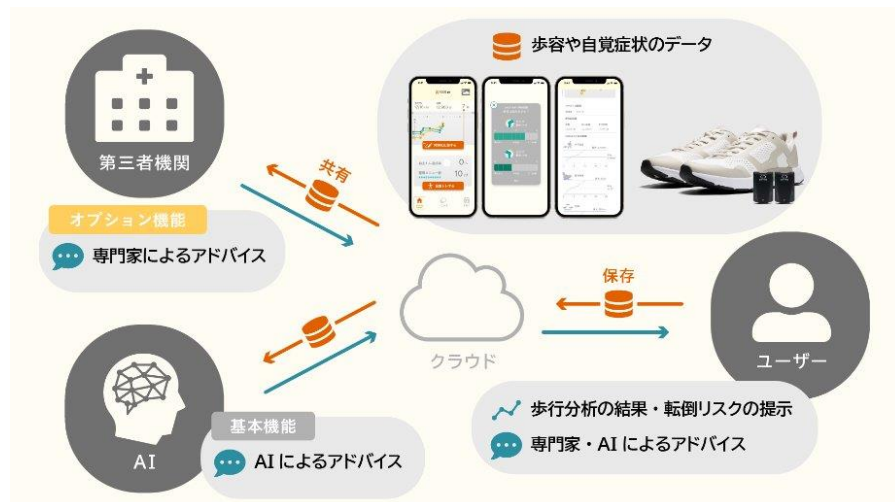 歩容や自覚症状のデータ
第三者機関
共有
オプション機能
専門家によるアドバイス
保存
クラウド
ユーザー
歩行分析の結果・転倒リスクの提示
専門家・AIによるアドバイス
基本機能
AIによるアドバイス
AI